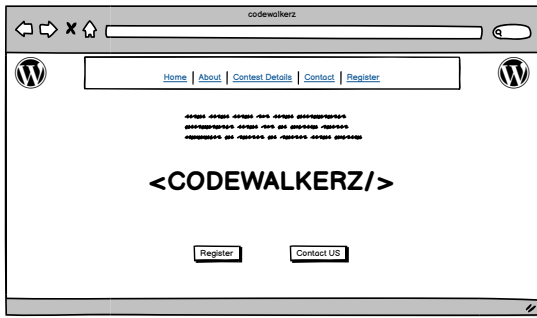 codewalkerz
Home About Contest Details Contact Register
<CODEWALKERZ/>
Register Contact US